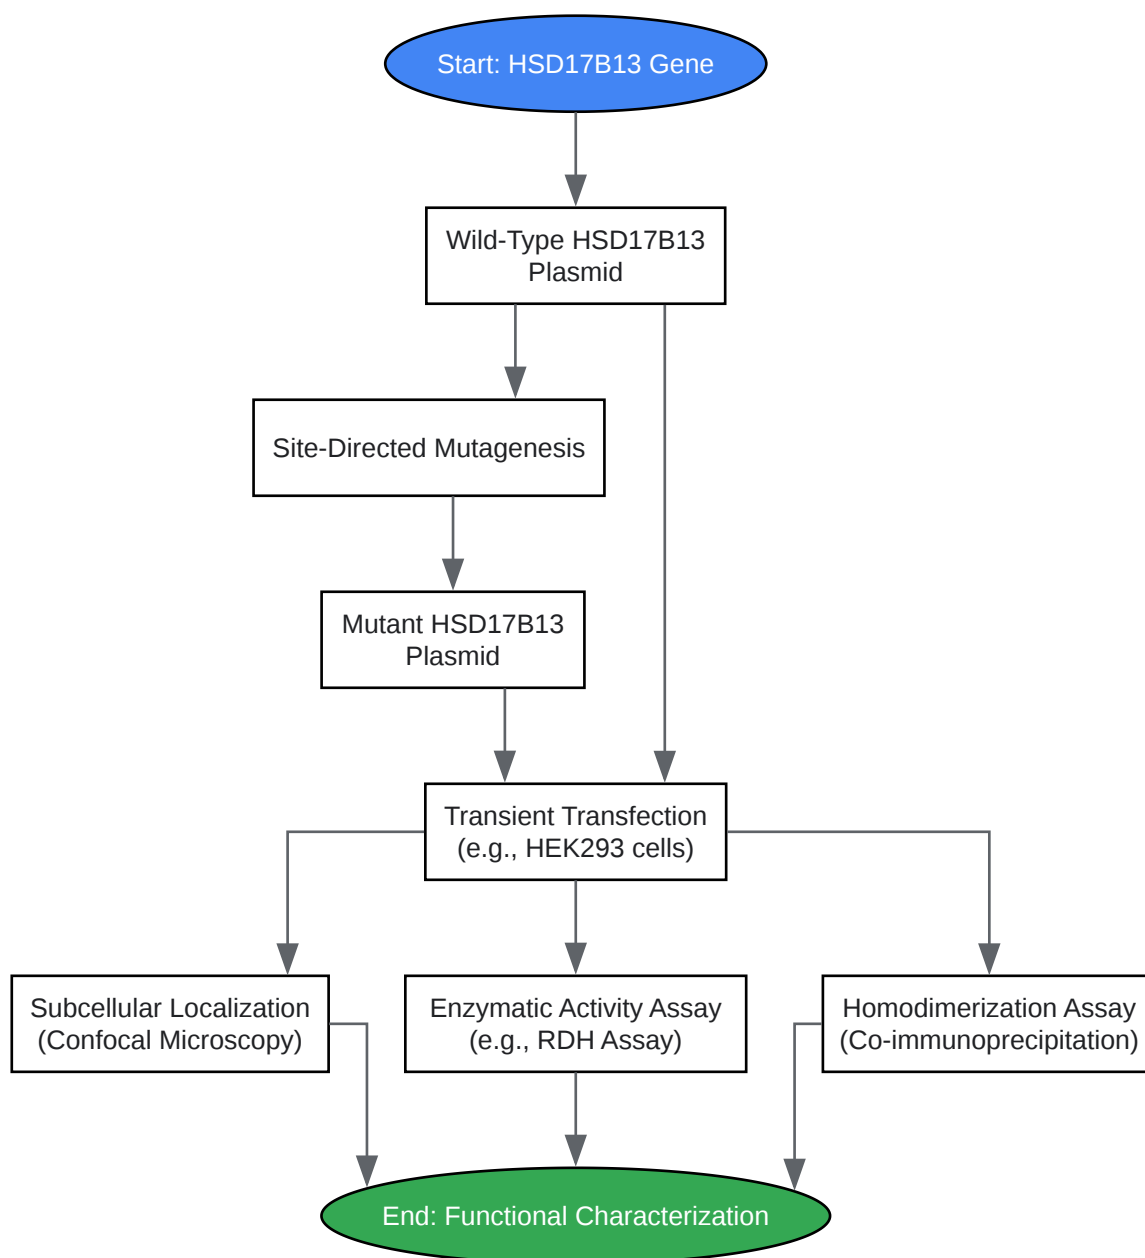 Start: HSD17B13 Gene
Wild-Type HSD17B13
Plasmid
Site-Directed Mutagenesis
Mutant HSD17B13
Plasmid
Transient Transfection
(e.g., HEK293 cells)
Subcellular Localization
(Confocal Microscopy)
Enzymatic Activity Assay
(e.g., RDH Assay)
Homodimerization Assay
(Co-immunoprecipitation)
End: Functional Characterization